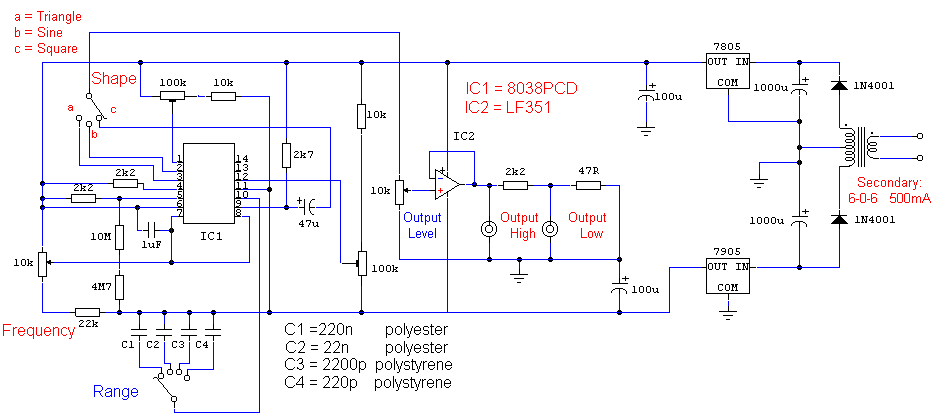 a = Triangle
b = Sine
c = Square
Shape
a
b
c
100k
10k
2k7
2k2
2k2
1
2
3
4
5
6
7
14
13
12
11
10
9
8
IC1
1uF
47u
10M
4M7
10k
22k
Frequency
C1
C2
C3
C4
Range
10k
100k
10k
Output
Level
IC1 = 8038PCD
IC2 = LF351
IC2
2k2
47R
Output
High
Output
Low
100u
100u
C1 =220n polyester
C2 = 22n polyester
C3 = 2200p polystyrene
C4 = 220p polystyrene
7805
OUT IN
COM
1000u
1N4001
Secondary:
6-0-6 500mA
1000u
1N4001
7905
OUT IN
COM